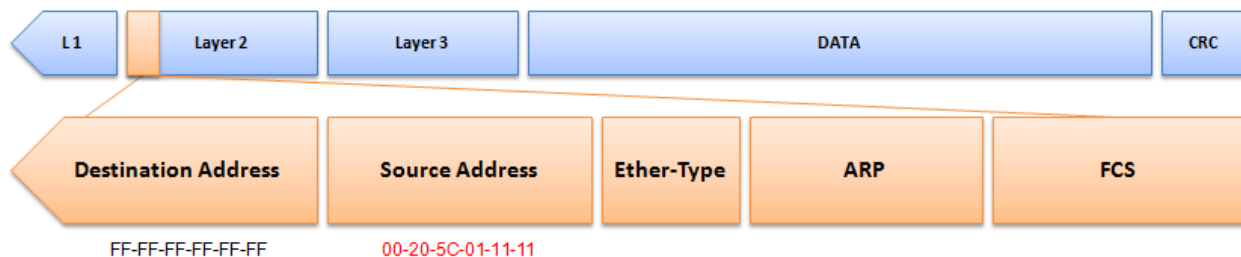 L 1 Layer 2 Layer 3 DATA CRC
Destination Address Source Address Ether-Type ARP FCS
FF-FF-FF-FF-FF-FF 00-20-5C-01-11-11